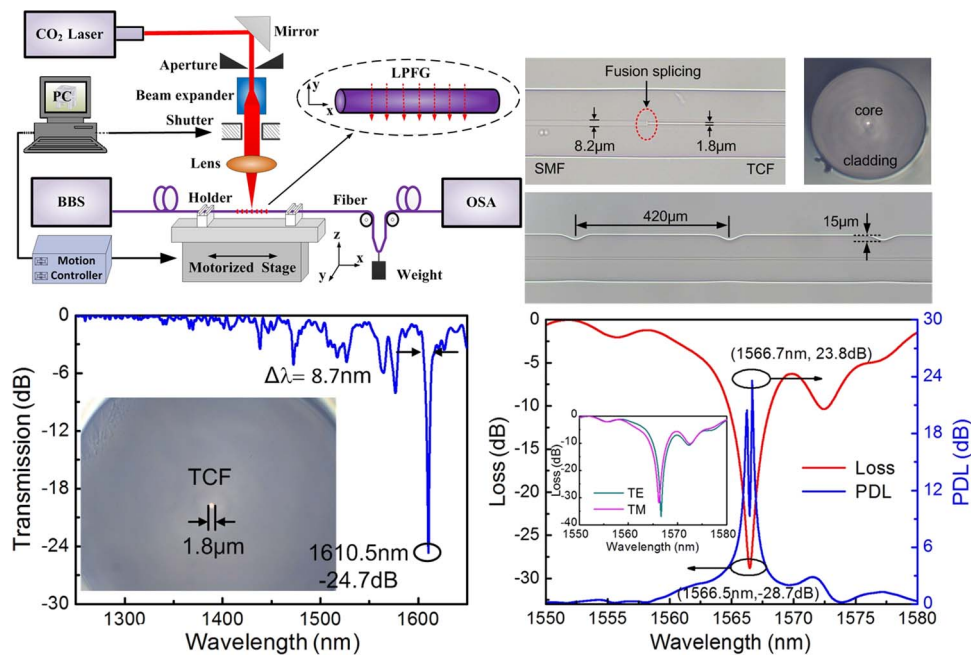 CO₂ Laser
Mirror
Aperture
LPFG
y
x
PC
Beam expander
Shutter
Lens
BBS
Holder
Fiber
OSA
Motion
Controller
Motorized Stage
z
x
y
Weight
Fusion splicing
8.2μm
1.8μm
SMF
TCF
core
cladding
420μm
15μm
Transmission (dB)
0
-6
-12
-18
-24
-30
Δλ= 8.7nm
TCF
1.8μm
1610.5nm
-24.7dB
1300
1400
1500
1600
Wavelength (nm)
Loss (dB)
0
-5
-10
-15
-20
-25
-30
30
24
18
12
6
0
PDL (dB)
(1566.7nm, 23.8dB)
Loss
PDL
Loss (dB)
0
-10
-20
-30
-40
TE
TM
1550
1560
1570
1580
Wavelength (nm)
(1566.5nm,-28.7dB)
1550
1555
1560
1565
1570
1575
1580
Wavelength (nm)